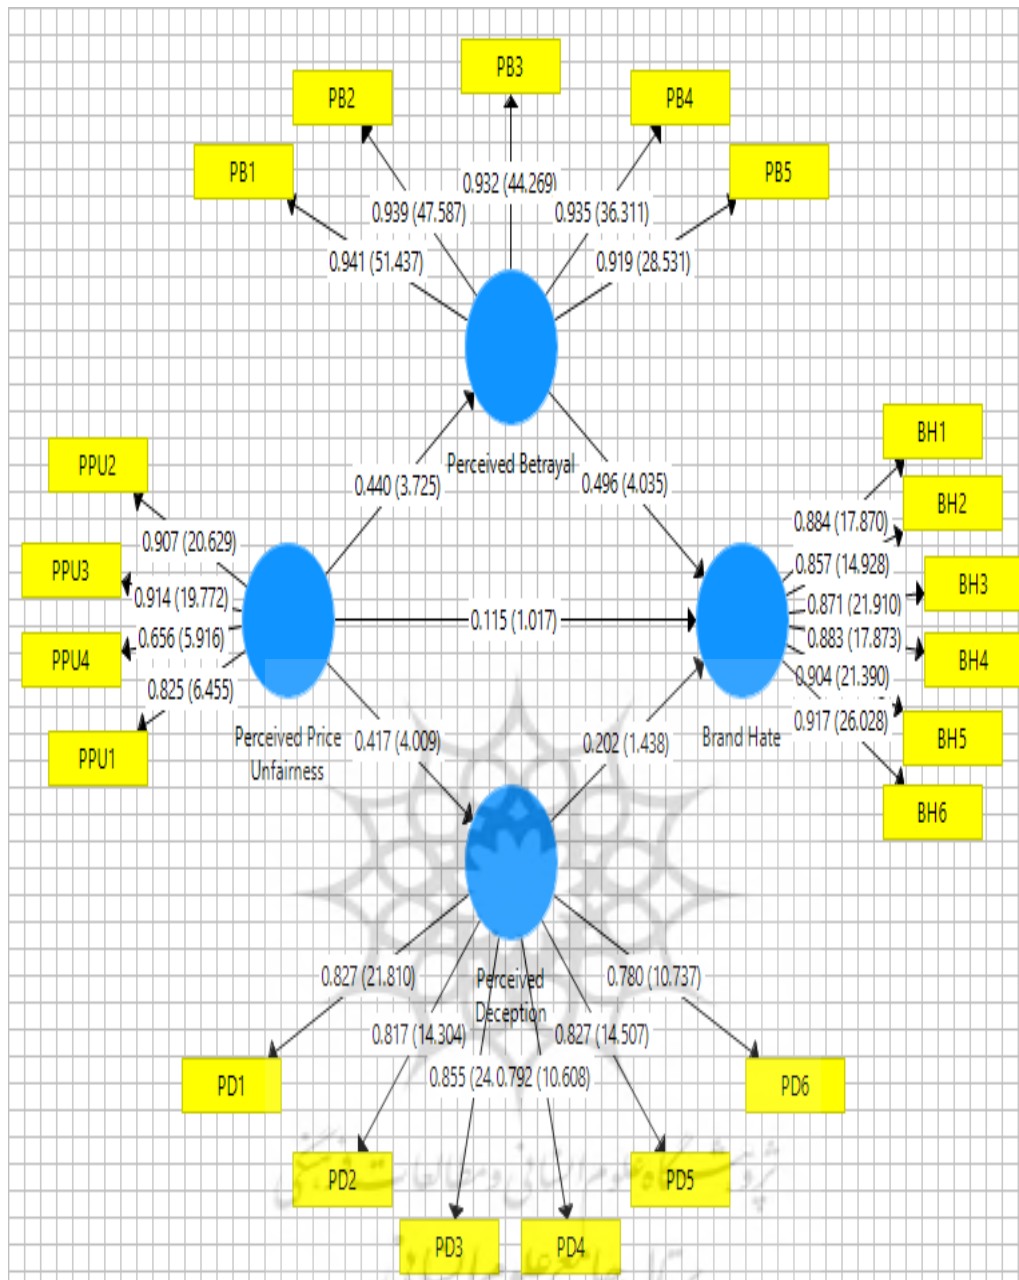 PB3
PB2
PB4
PB1
PB5
0.932 (44.269)
0.939 (47.587)
0.935 (36.311)
0.941 (51.437)
0.919 (28.531)
Perceived Betrayal
0.440 (3.725)
0.496 (4.035)
PPU2
PPU3
PPU4
PPU1
0.907 (20.629)
0.914 (19.772)
0.656 (5.916)
0.825 (6.455)
Perceived Price
Unfairness
0.115 (1.017)
BH1
BH2
BH3
BH4
BH5
BH6
0.884 (17.870)
0.857 (14.928)
0.871 (21.910)
0.883 (17.873)
0.904 (21.390)
0.917 (26.028)
Brand Hate
0.417 (4.009)
0.202 (1.438)
Perceived
Deception
0.827 (21.810)
0.780 (10.737)
0.817 (14.304)
0.827 (14.507)
0.855 (24.
0.792 (10.608)
PD1
PD6
PD2
PD5
PD3
PD4
پژوهشگاه علوم انسانی و مطالعات فرهنگی